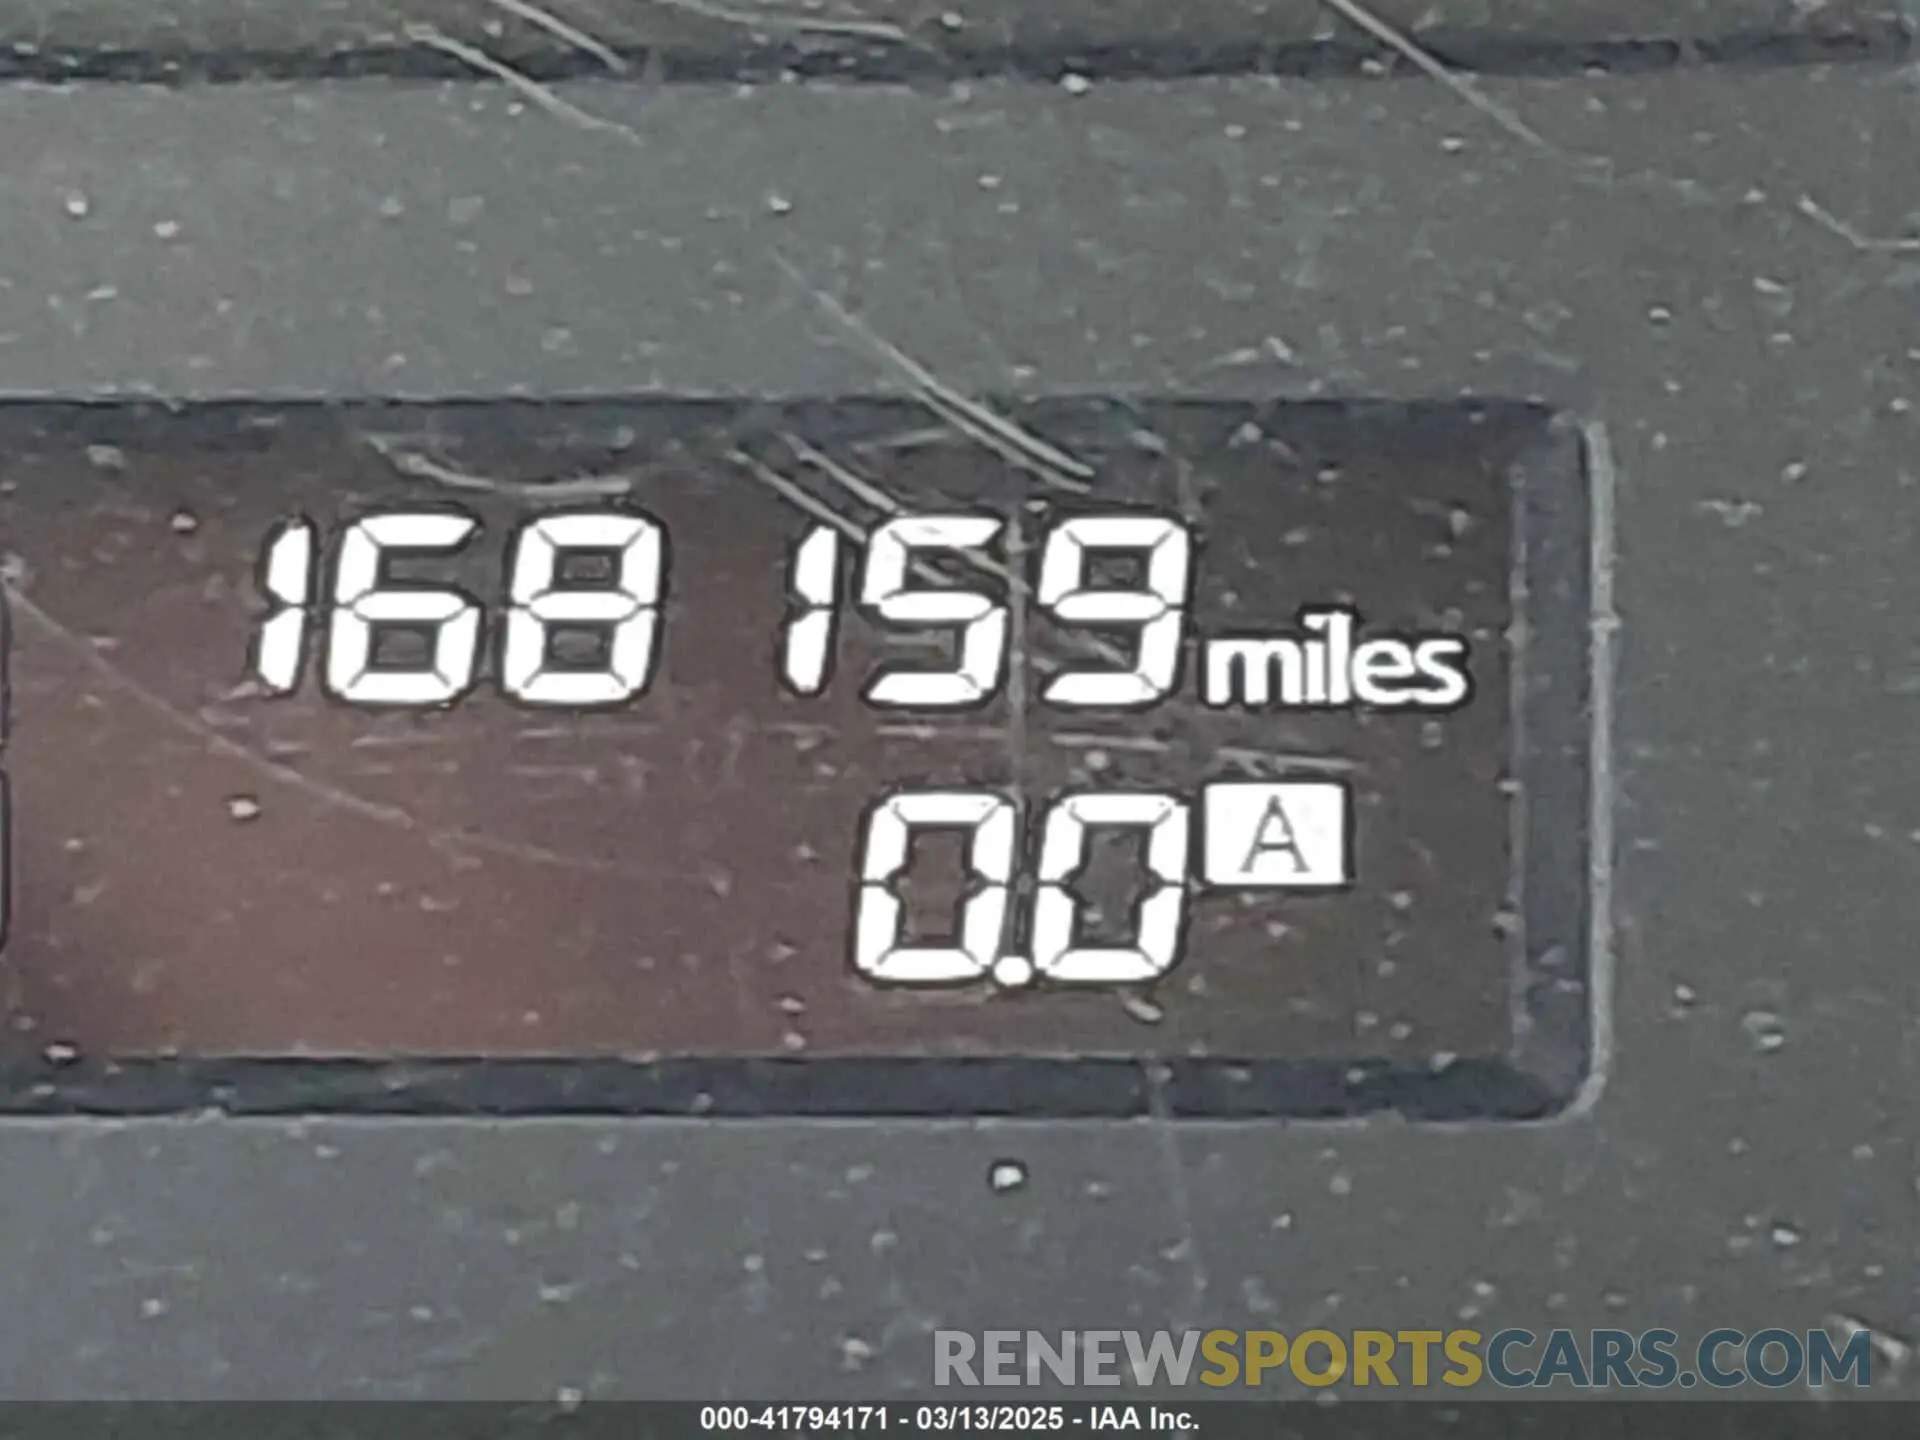 168 159 miles
0.0 A
RENEWSPORTSCARS.COM
000-41794171 - 03/13/2025 - IAA Inc.